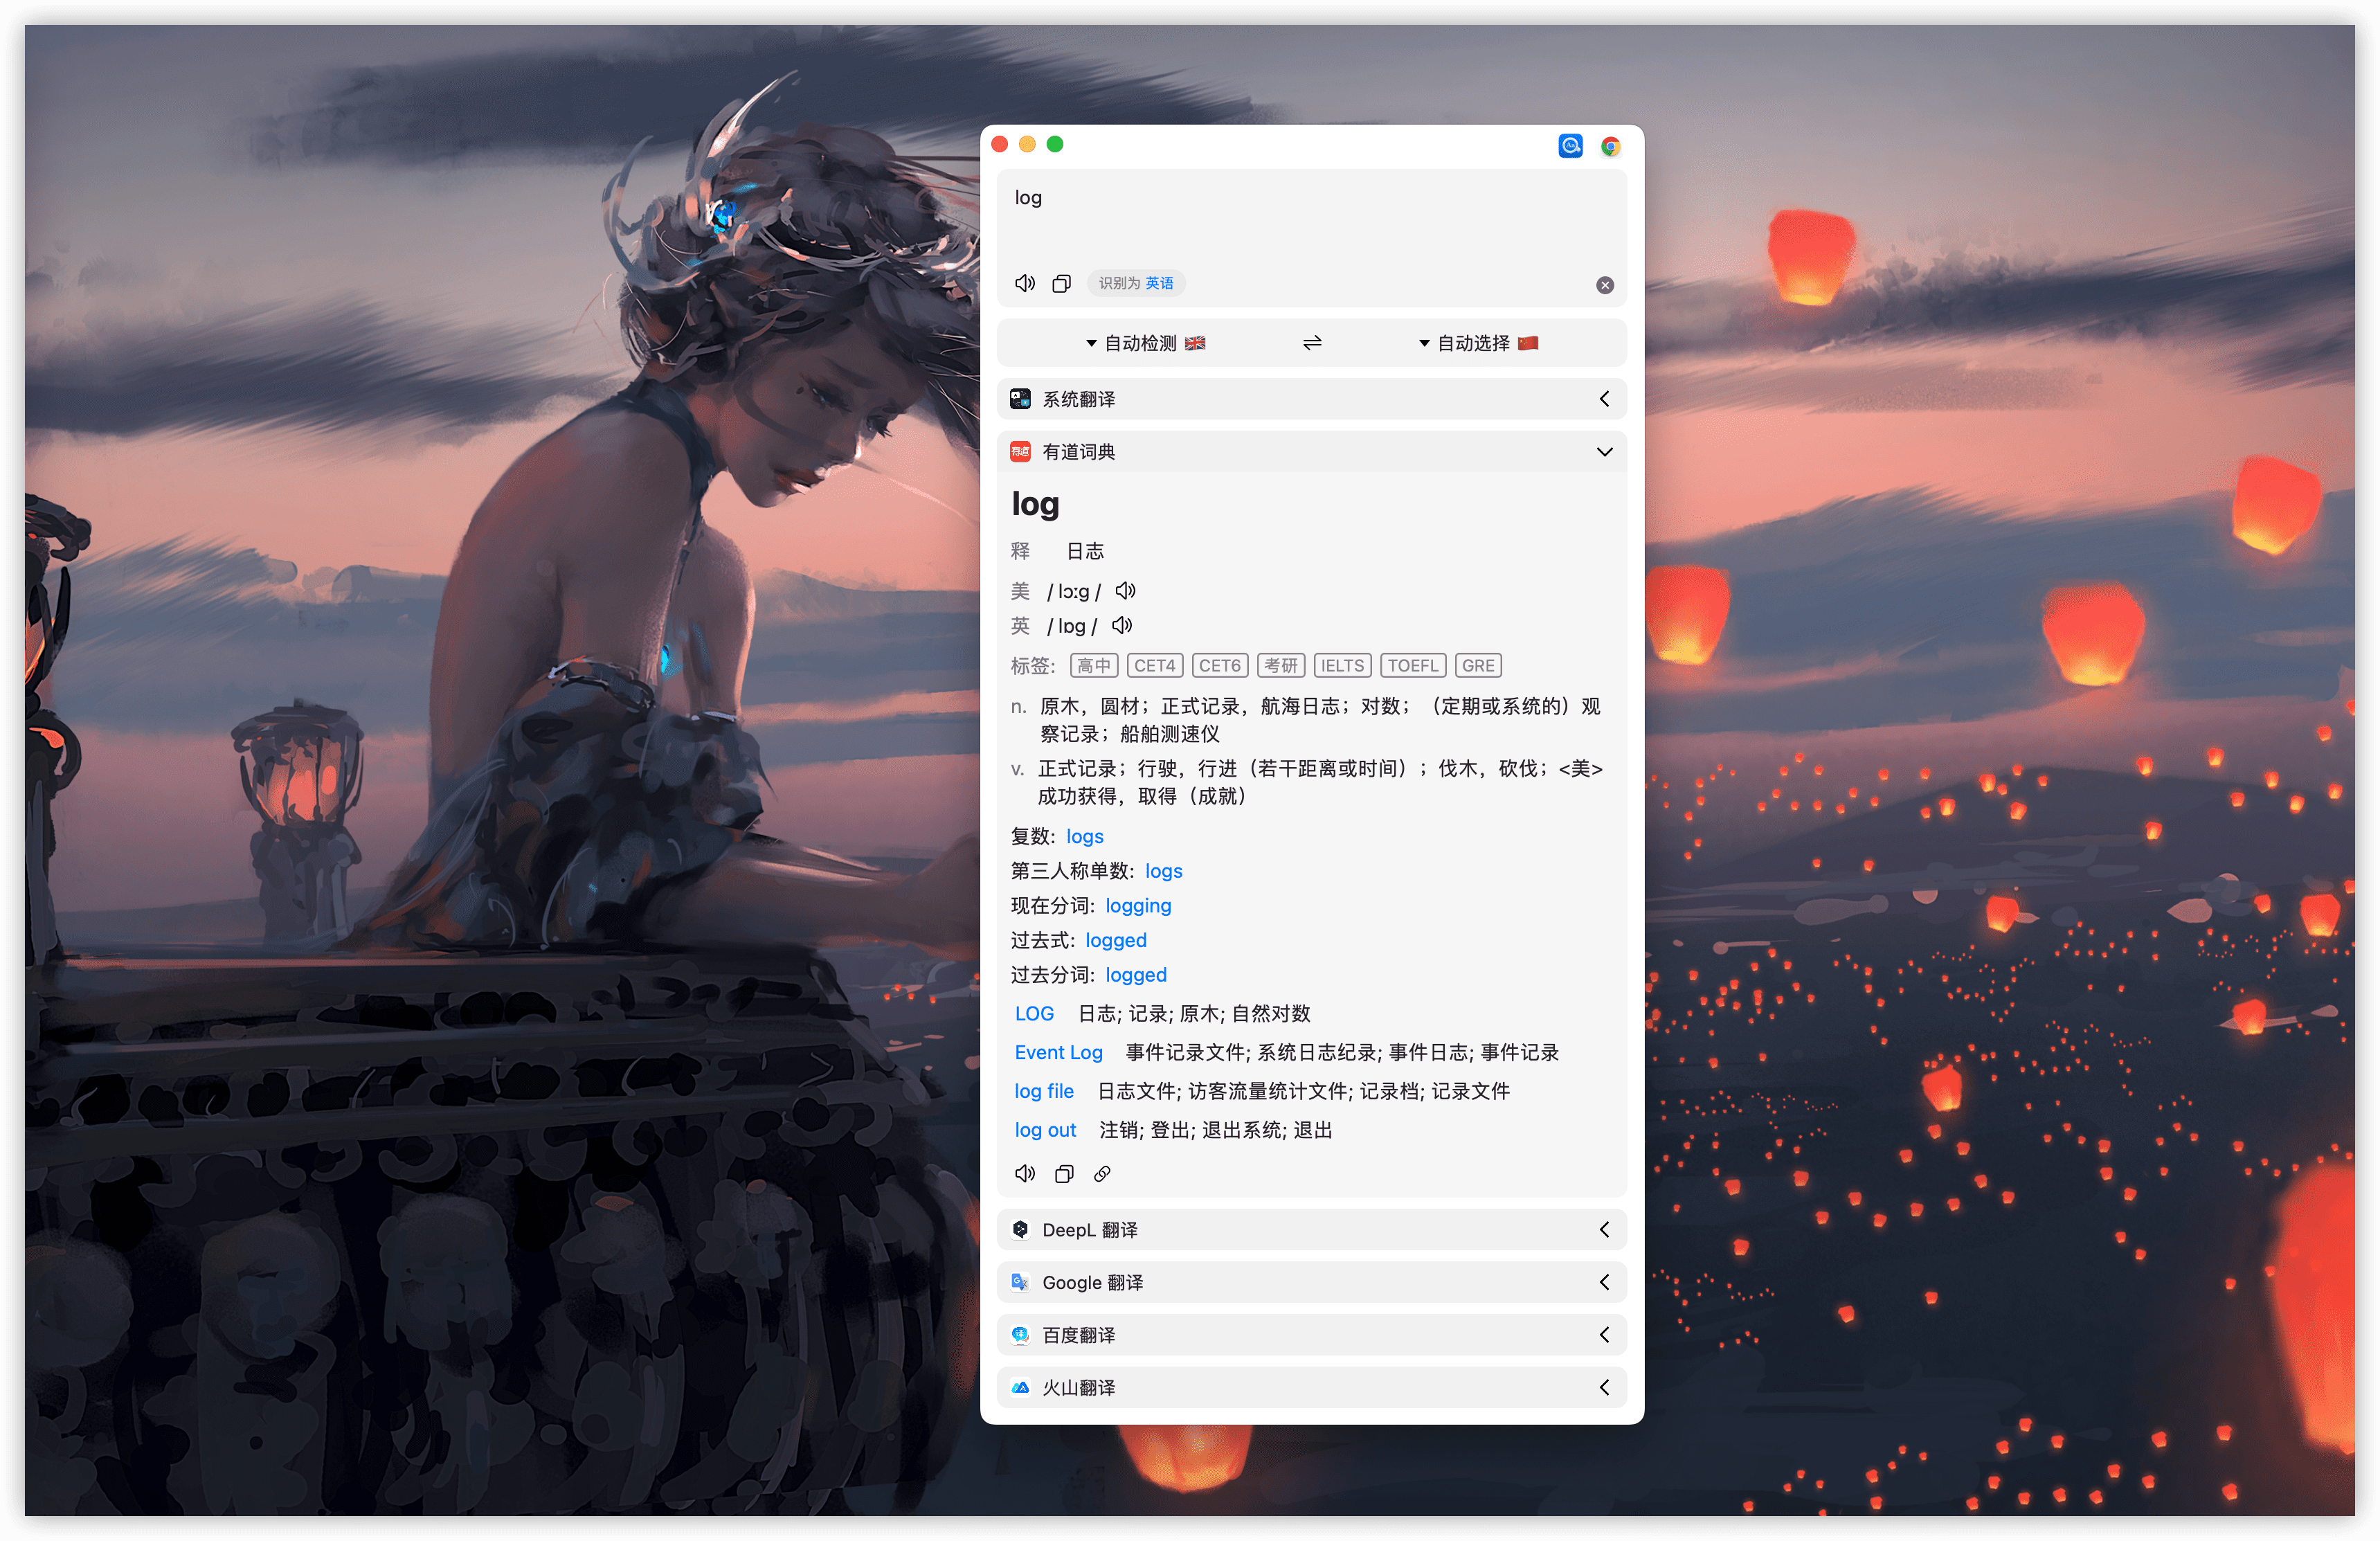 log
识别为 英语
自动检测 自动选择
系统翻译
有道 有道词典
log
释 日志
美 / lɔːɡ /
英 / lɒɡ /
标签: 高中 CET4 CET6 考研 IELTS TOEFL GRE
n. 原木，圆材；正式记录，航海日志；对数；（定期或系统的）观
察记录；船舶测速仪
v. 正式记录；行驶，行进（若干距离或时间）；伐木，砍伐；<美>
成功获得，取得（成就）
复数: logs
第三人称单数: logs
现在分词: logging
过去式: logged
过去分词: logged
LOG 日志; 记录; 原木; 自然对数
Event Log 事件记录文件; 系统日志纪录; 事件日志; 事件记录
log file 日志文件; 访客流量统计文件; 记录档; 记录文件
log out 注销; 登出; 退出系统; 退出
DeepL 翻译
Google 翻译
译 百度翻译
火山翻译